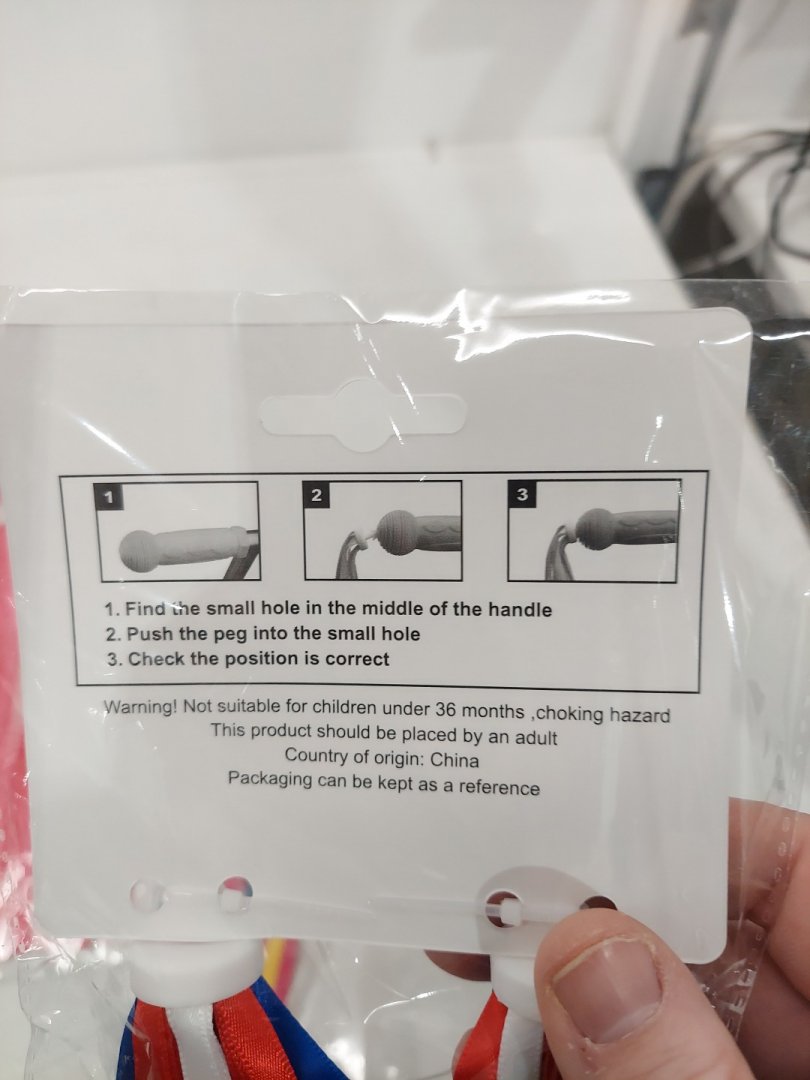 1
2
3
1. Find the small hole in the middle of the handle
2. Push the peg into the small hole
3. Check the position is correct
Warning! Not suitable for children under 36 months ,choking hazard
This product should be placed by an adult
Country of origin: China
Packaging can be kept as a reference